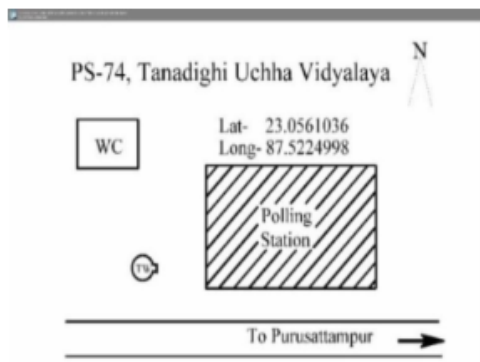 N
PS-74, Tanadighi Uchha Vidyalaya
Lat- 23.0561036
Long- 87.5224998
WC
Polling
Station
TW
To Purusattampur